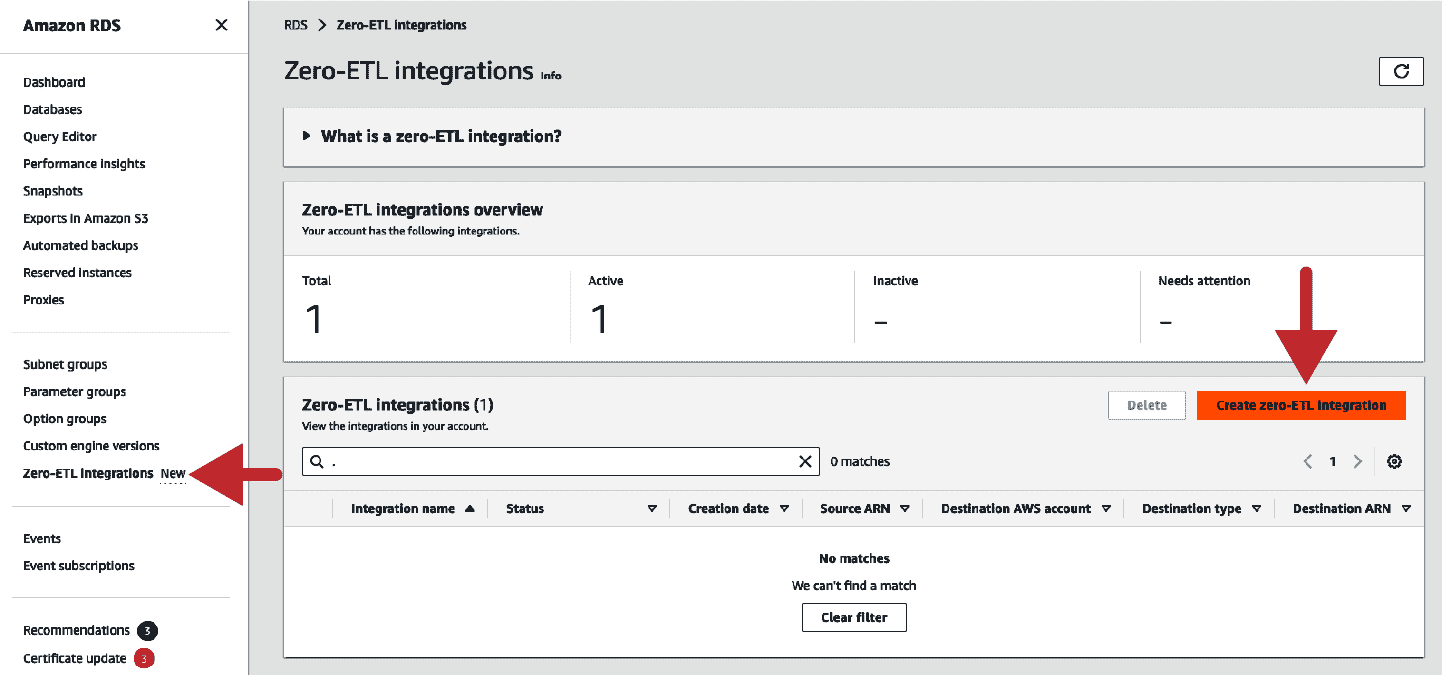 Amazon RDS
Dashboard
Databases
Query Editor
Performance insights
Snapshots
Exports in Amazon S3
Automated backups
Reserved instances
Proxies
Subnet groups
Parameter groups
Option groups
Custom engine versions
Zero-ETL integrations New
Events
Event subscriptions
Recommendations 3
Certificate update 3
RDS > Zero-ETL integrations
Zero-ETL integrations Info
What is a zero-ETL integration?
Zero-ETL integrations overview
Your account has the following integrations.
Total Active Inactive Needs attention
1 1 – –
Zero-ETL integrations (1) Delete Create zero-ETL integration
View the integrations in your account.
. 0 matches 1
Integration name Status Creation date Source ARN Destination AWS account Destination type Destination ARN
No matches
We can't find a match
Clear filter